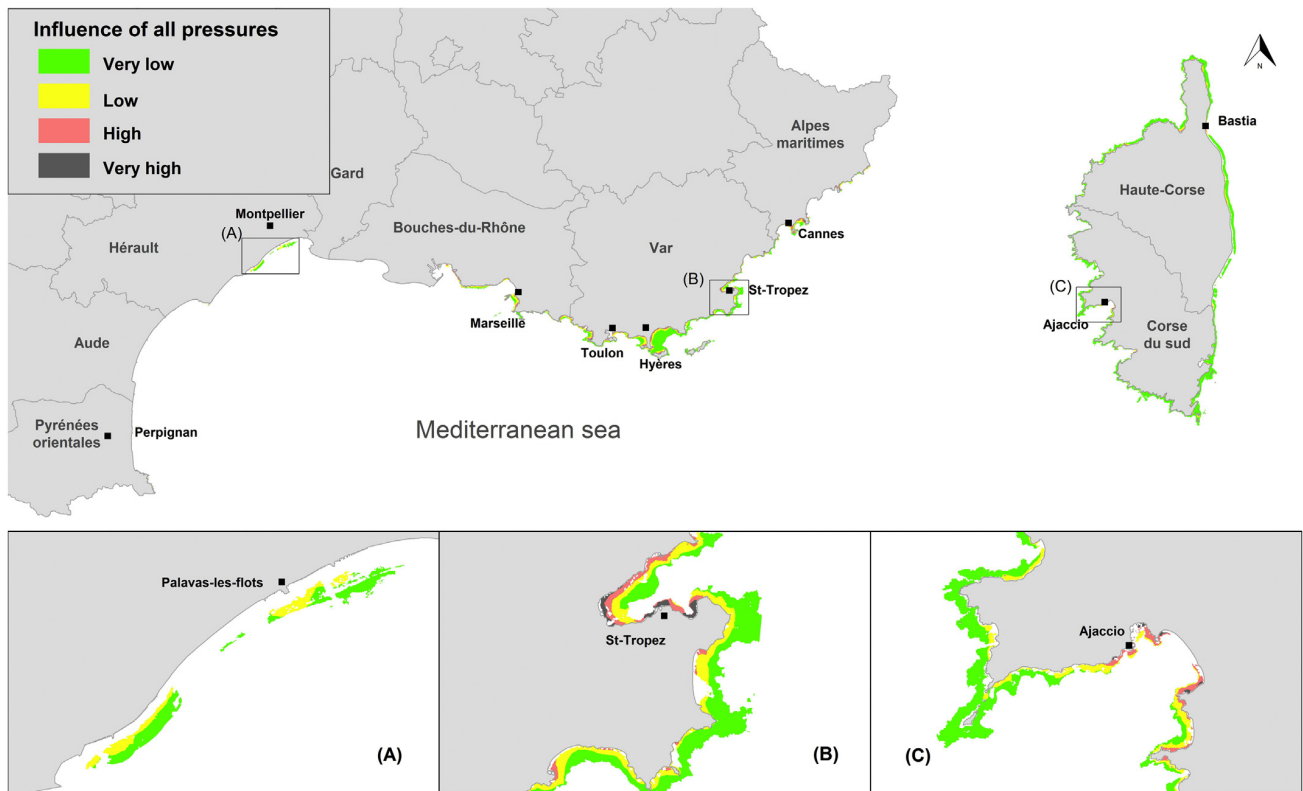 Influence of all pressures
Very low
Low
High
Very high
N
Alpes
maritimes
Bastia
Gard
Haute-Corse
Montpellier
(A)
Bouches-du-Rhône
Cannes
Hérault
Var
(B)
St-Tropez
(C)
Marseille
Ajaccio
Toulon
Corse
du sud
Aude
Hyères
Pyrénées
orientales
Perpignan
Mediterranean sea
Palavas-les-flots
(A)
St-Tropez
(B)
Ajaccio
(C)